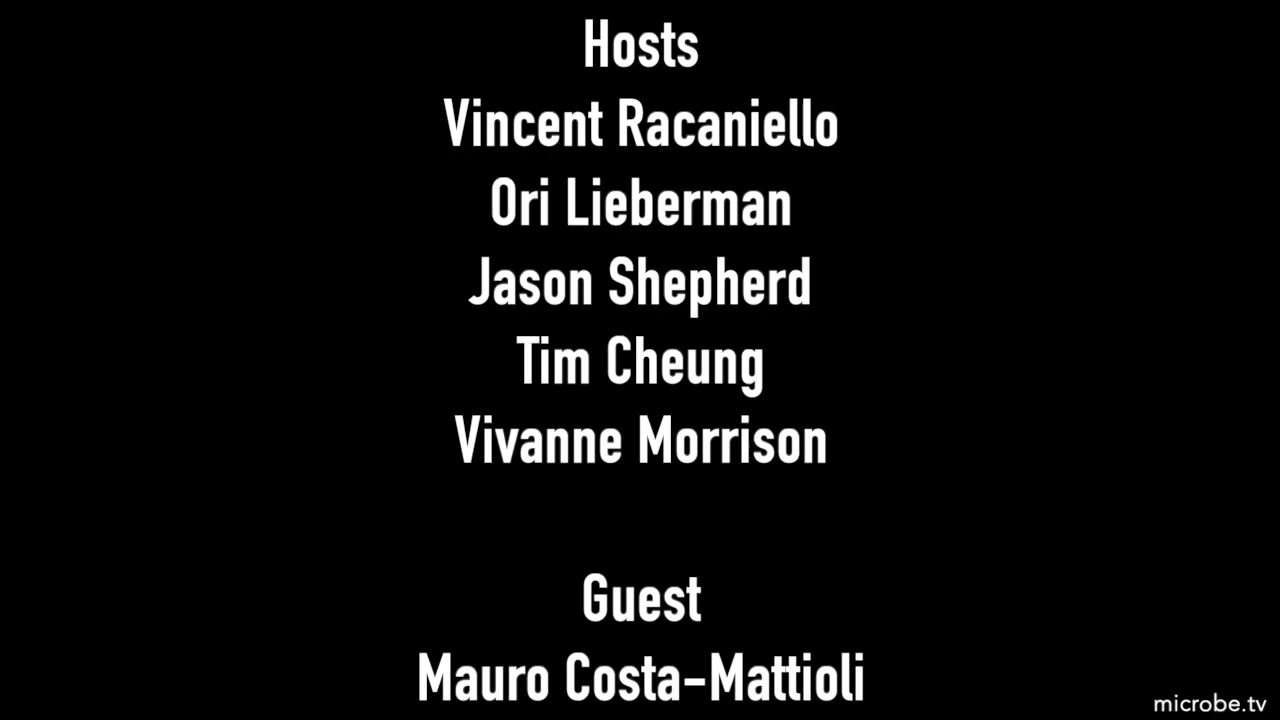 Hosts
Vincent Racaniello
Ori Lieberman
Jason Shepherd
Tim Cheung
Vivanne Morrison
Guest
Mauro Costa-Mattioli
microbe.tv